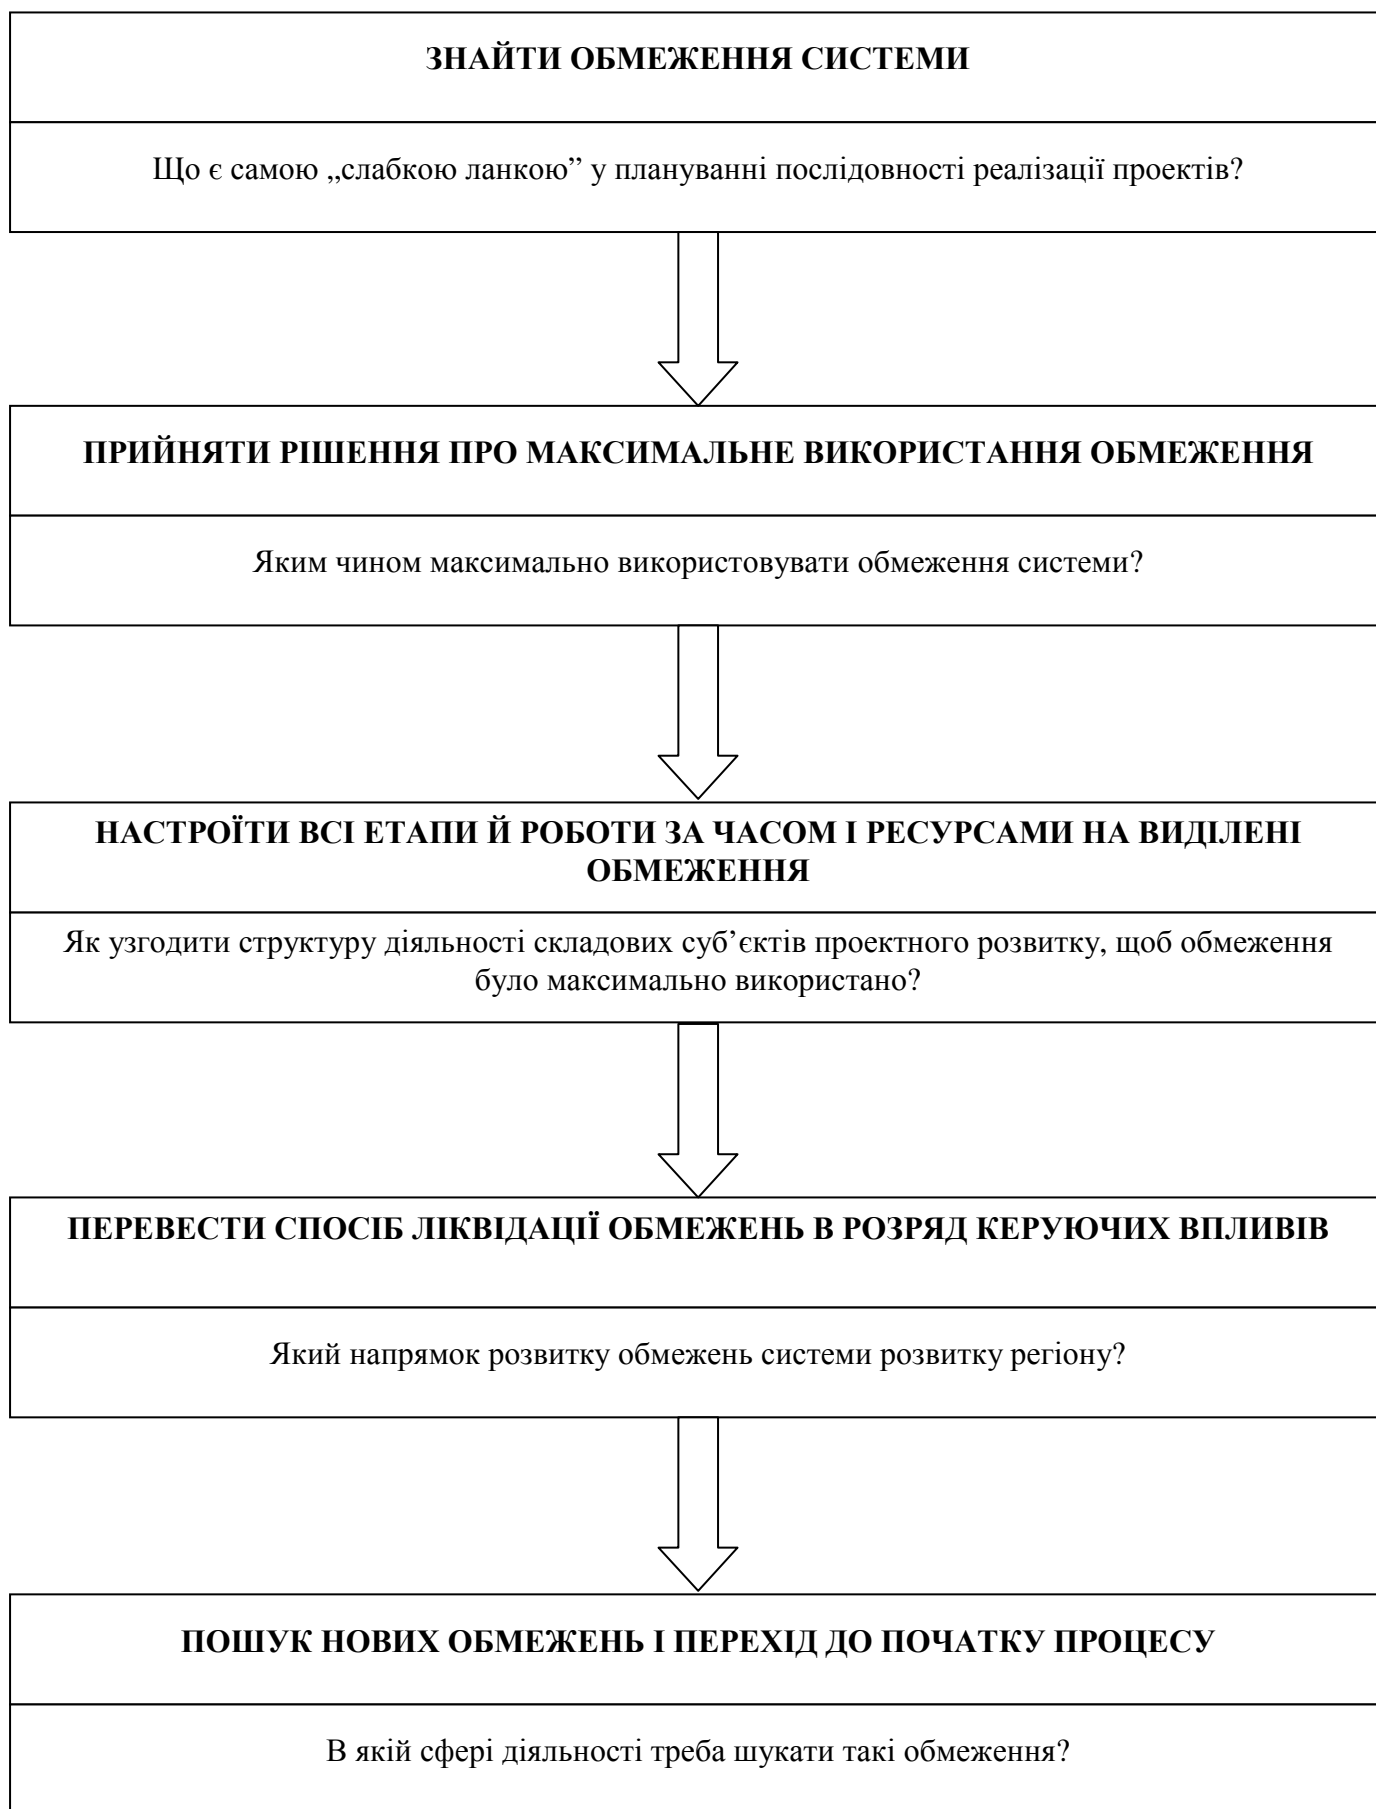 ЗНАЙТИ ОБМЕЖЕННЯ СИСТЕМИ
Що є самою „слабкою ланкою” у плануванні послідовності реалізації проектів?
ПРИЙНЯТИ РІШЕННЯ ПРО МАКСИМАЛЬНЕ ВИКОРИСТАННЯ ОБМЕЖЕННЯ
Яким чином максимально використовувати обмеження системи?
НАСТРОЇТИ ВСІ ЕТАПИ Й РОБОТИ ЗА ЧАСОМ І РЕСУРСАМИ НА ВИДІЛЕНІ
ОБМЕЖЕННЯ
Як узгодити структуру діяльності складових суб’єктів проектного розвитку, щоб обмеження
було максимально використано?
ПЕРЕВЕСТИ СПОСІБ ЛІКВІДАЦІЇ ОБМЕЖЕНЬ В РОЗРЯД КЕРУЮЧИХ ВПЛИВІВ
Який напрямок розвитку обмежень системи розвитку регіону?
ПОШУК НОВИХ ОБМЕЖЕНЬ І ПЕРЕХІД ДО ПОЧАТКУ ПРОЦЕСУ
В якій сфері діяльності треба шукати такі обмеження?